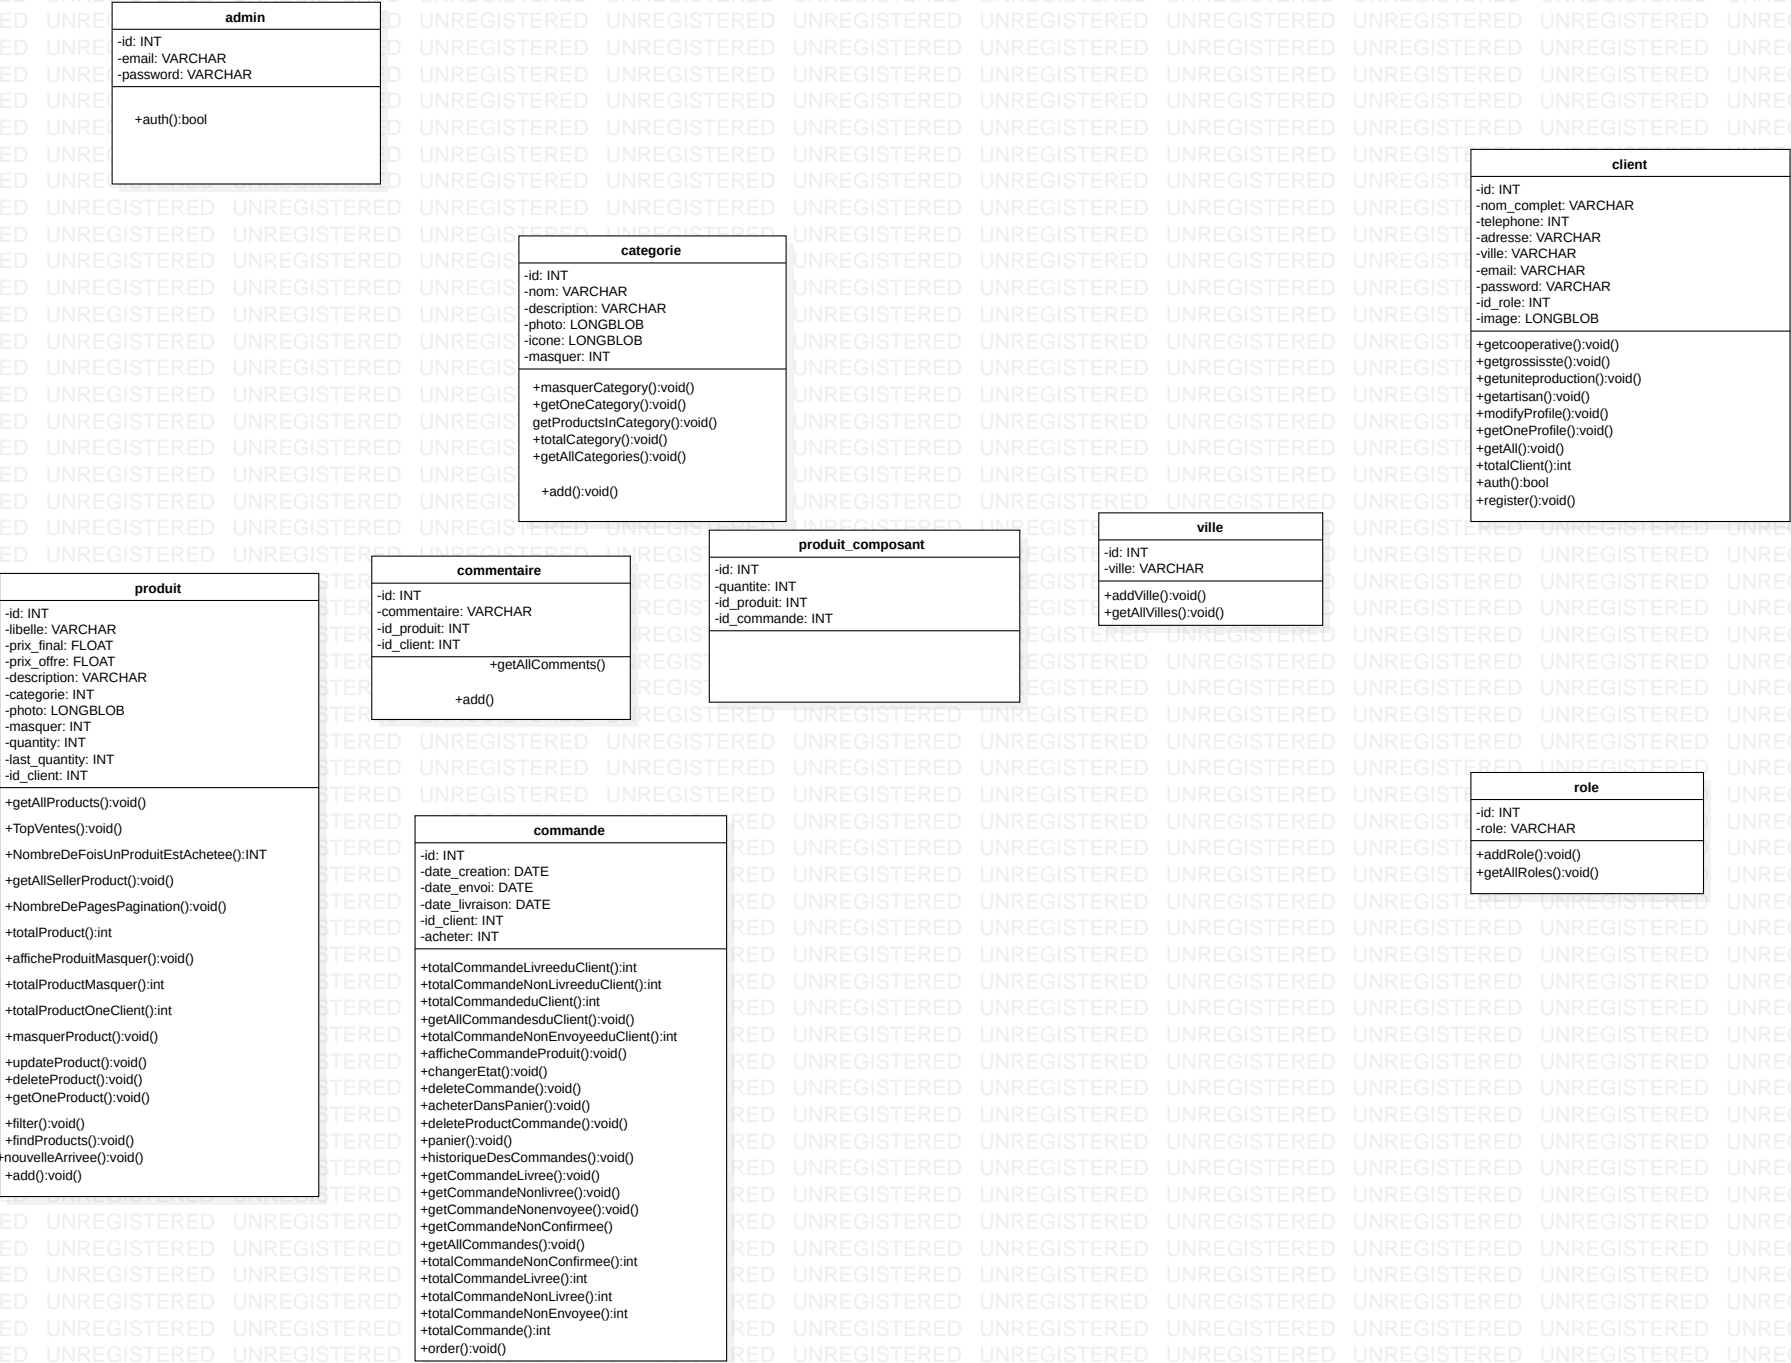 admin
-id: INT
-email: VARCHAR
-password: VARCHAR
+auth():bool
client
-id: INT
-nom_complet: VARCHAR
-telephone: INT
-adresse: VARCHAR
-ville: VARCHAR
-email: VARCHAR
-password: VARCHAR
-id_role: INT
-image: LONGBLOB
+getcooperative():void()
+getgrossisste():void()
+getuniteproduction():void()
+getartisan():void()
+modifyProfile():void()
+getOneProfile():void()
+getAll():void()
+totalClient():int
+auth():bool
+register():void()
categorie
-id: INT
-nom: VARCHAR
-description: VARCHAR
-photo: LONGBLOB
-icone: LONGBLOB
-masquer: INT
+masquerCategory():void()
+getOneCategory():void()
getProductsInCategory():void()
+totalCategory():void()
+getAllCategories():void()
+add():void()
ville
-id: INT
-ville: VARCHAR
+addVille():void()
+getAllVilles():void()
produit_composant
-id: INT
-quantite: INT
-id_produit: INT
-id_commande: INT
commentaire
-id: INT
-commentaire: VARCHAR
-id_produit: INT
-id_client: INT
+getAllComments()
+add()
produit
-id: INT
-libelle: VARCHAR
-prix_final: FLOAT
-prix_offre: FLOAT
-description: VARCHAR
-categorie: INT
-photo: LONGBLOB
-masquer: INT
-quantity: INT
-last_quantity: INT
-id_client: INT
+getAllProducts():void()
+TopVentes():void()
+NombreDeFoisUnProduitEstAchetee():INT
+getAllSellerProduct():void()
+NombreDePagesPagination():void()
+totalProduct():int
+afficheProduitMasquer():void()
+totalProductMasquer():int
+totalProductOneClient():int
+masquerProduct():void()
+updateProduct():void()
+deleteProduct():void()
+getOneProduct():void()
+filter():void()
+findProducts():void()
+nouvelleArrivee():void()
+add():void()
role
-id: INT
-role: VARCHAR
+addRole():void()
+getAllRoles():void()
commande
-id: INT
-date_creation: DATE
-date_envoi: DATE
-date_livraison: DATE
-id_client: INT
-acheter: INT
+totalCommandeLivreeduClient():int
+totalCommandeNonLivreeduClient():int
+totalCommandeduClient():int
+getAllCommandesduClient():void()
+totalCommandeNonEnvoyeeduClient():int
+afficheCommandeProduit():void()
+changerEtat():void()
+deleteCommande():void()
+acheterDansPanier():void()
+deleteProductCommande():void()
+panier():void()
+historiqueDesCommandes():void()
+getCommandeLivree():void()
+getCommandeNonlivree():void()
+getCommandeNonenvoyee():void()
+getCommandeNonConfirmee()
+getAllCommandes():void()
+totalCommandeNonConfirmee():int
+totalCommandeLivree():int
+totalCommandeNonLivree():int
+totalCommandeNonEnvoyee():int
+totalCommande():int
+order():void()